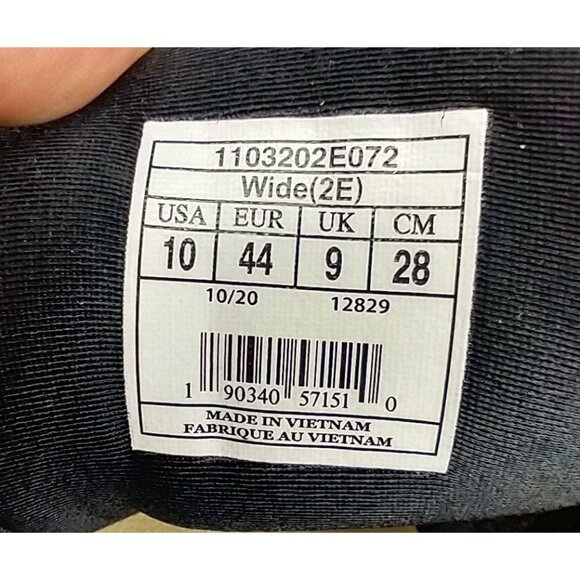 1103202E072
Wide(2E)
USA EUR UK CM
10 44 9 28
10/20 12829
1 90340 57151 0
MADE IN VIETNAM
FABRIQUE AU VIETNAM